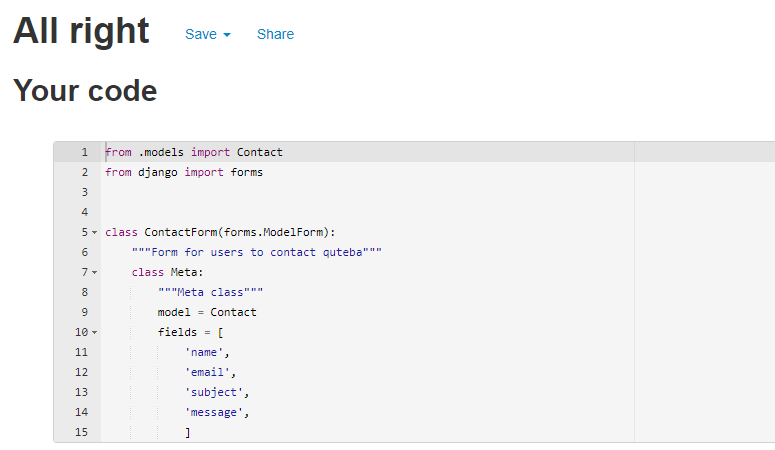 All right Save Share
Your code
1 from .models import Contact
2 from django import forms
3
4
5 class ContactForm(forms.ModelForm):
6     """Form for users to contact quteba"""
7     class Meta:
8         """Meta class"""
9         model = Contact
10         fields = [
11             'name',
12             'email',
13             'subject',
14             'message',
15             ]